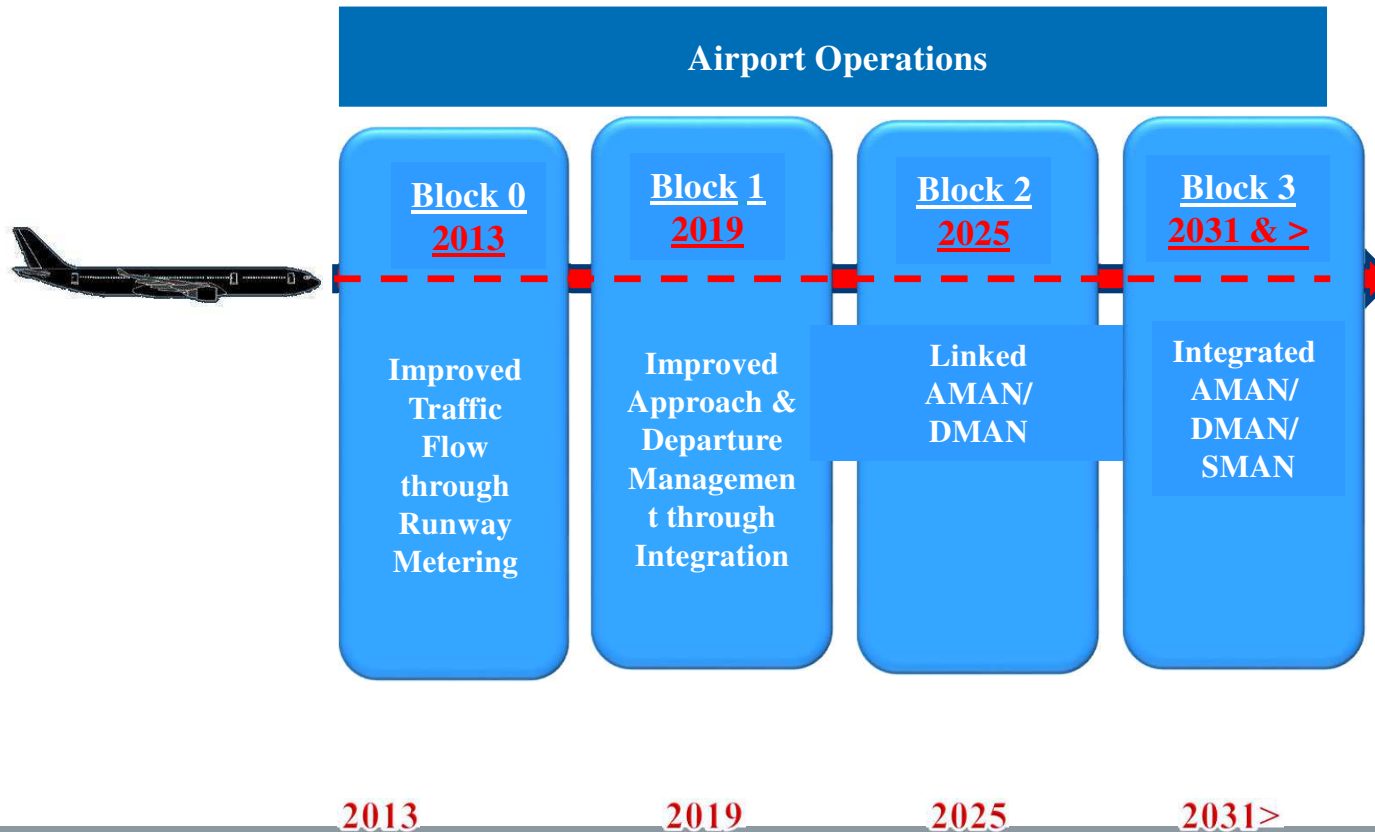 Airport Operations
Block 0
2013
Improved
Traffic
Flow
through
Runway
Metering
Block 1
2019
Improved
Approach &
Departure
Managemen
t through
Integration
Block 2
2025
Linked
AMAN/
DMAN
Block 3
2031 & >
Integrated
AMAN/
DMAN/
SMAN
2013
2019
2025
2031>